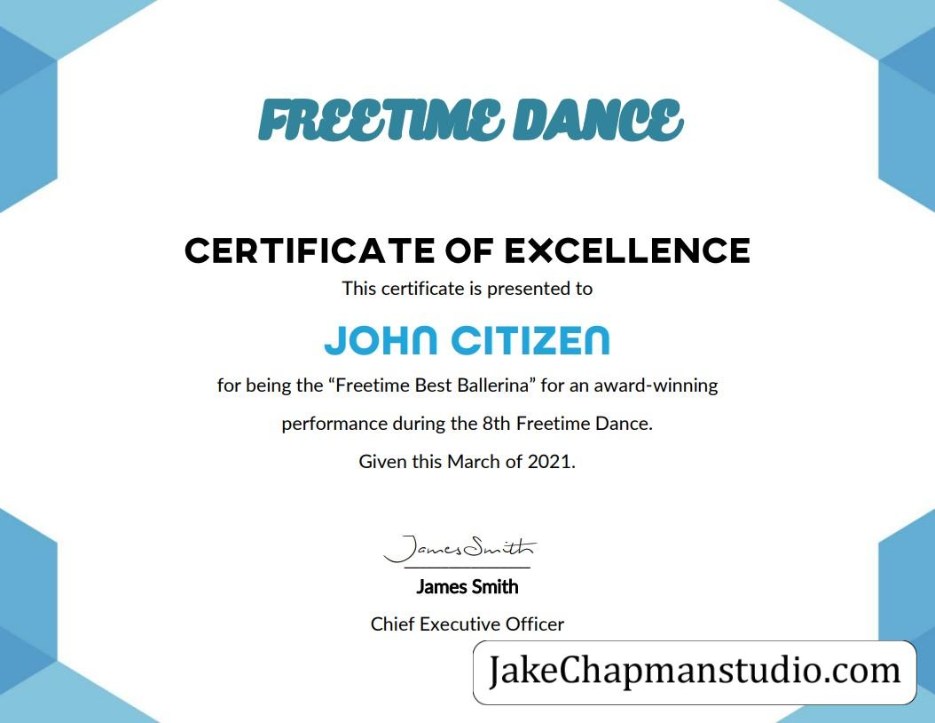 FREETIME DANCE
CERTIFICATE OF EXCELLENCE
This certificate is presented to
JOHN CITIZEN
for being the “Freetime Best Ballerina” for an award-winning
performance during the 8th Freetime Dance.
Given this March of 2021.
James Smith
James Smith
Chief Executive Officer
JakeChapmanstudio.com